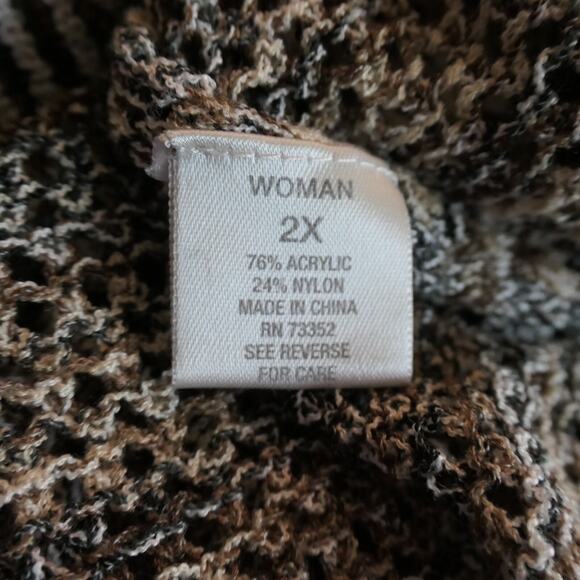 WOMAN
2X
76% ACRYLIC
24% NYLON
MADE IN CHINA
RN 73352
SEE REVERSE
FOR CARE